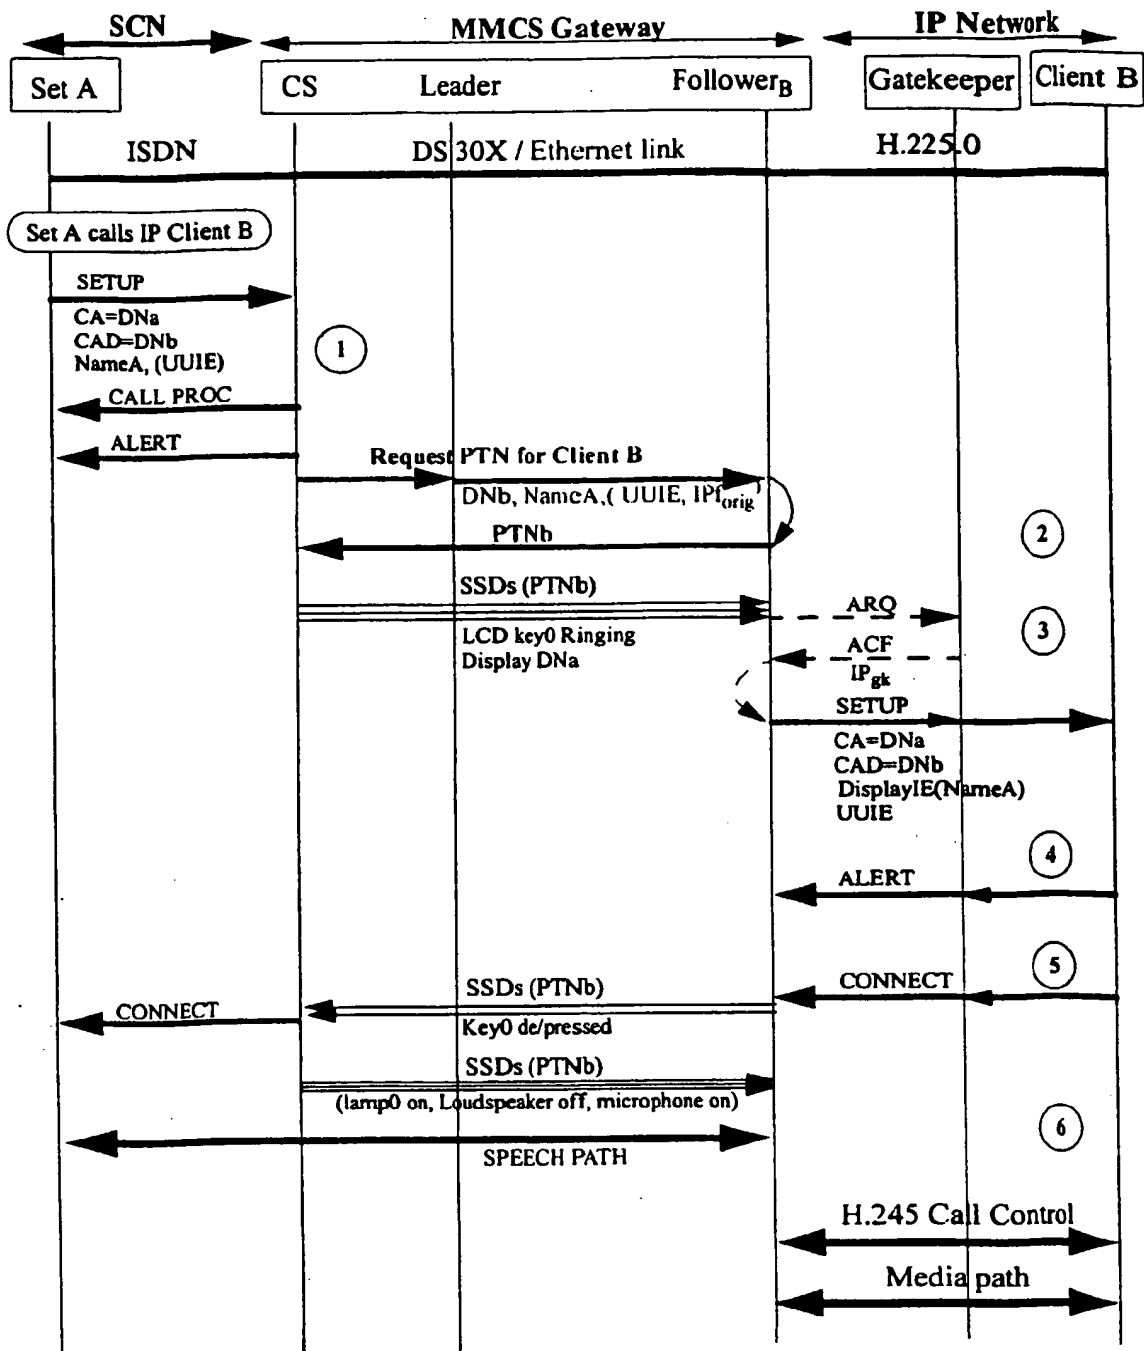 SCN
MMCS Gateway
IP Network
Set A
CS
Leader
FollowerB
Gatekeeper
Client B
ISDN
DS30X / Ethernet link
H.225.0
Set A calls IP Client B
SETUP
CA=DNa
CAD=DNb
NameA, (UUIE)
1
CALL PROC
ALERT
Request PTN for Client B
DNb, NameA,( UUIE, IPforig)
PTNb
2
SSDs (PTNb)
LCD key0 Ringing
Display DNa
ARQ
3
ACF
IPgk
SETUP
CA=DNa
CAD=DNb
DisplayIE(NameA)
UUIE
4
ALERT
5
SSDs (PTNb)
CONNECT
CONNECT
Key0 de/pressed
SSDs (PTNb)
(lamp0 on, Loudspeaker off, microphone on)
6
SPEECH PATH
H.245 Call Control
Media path